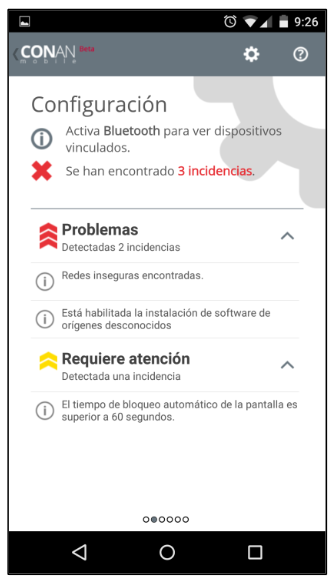 9:26
CONAN Beta
mobile
Configuración
Activa Bluetooth para ver dispositivos
vinculados.
Se han encontrado 3 incidencias.
Problemas
Detectadas 2 incidencias
Redes inseguras encontradas.
Está habilitada la instalación de software de
orígenes desconocidos
Requiere atención
Detectada una incidencia
El tiempo de bloqueo automático de la pantalla es
superior a 60 segundos.